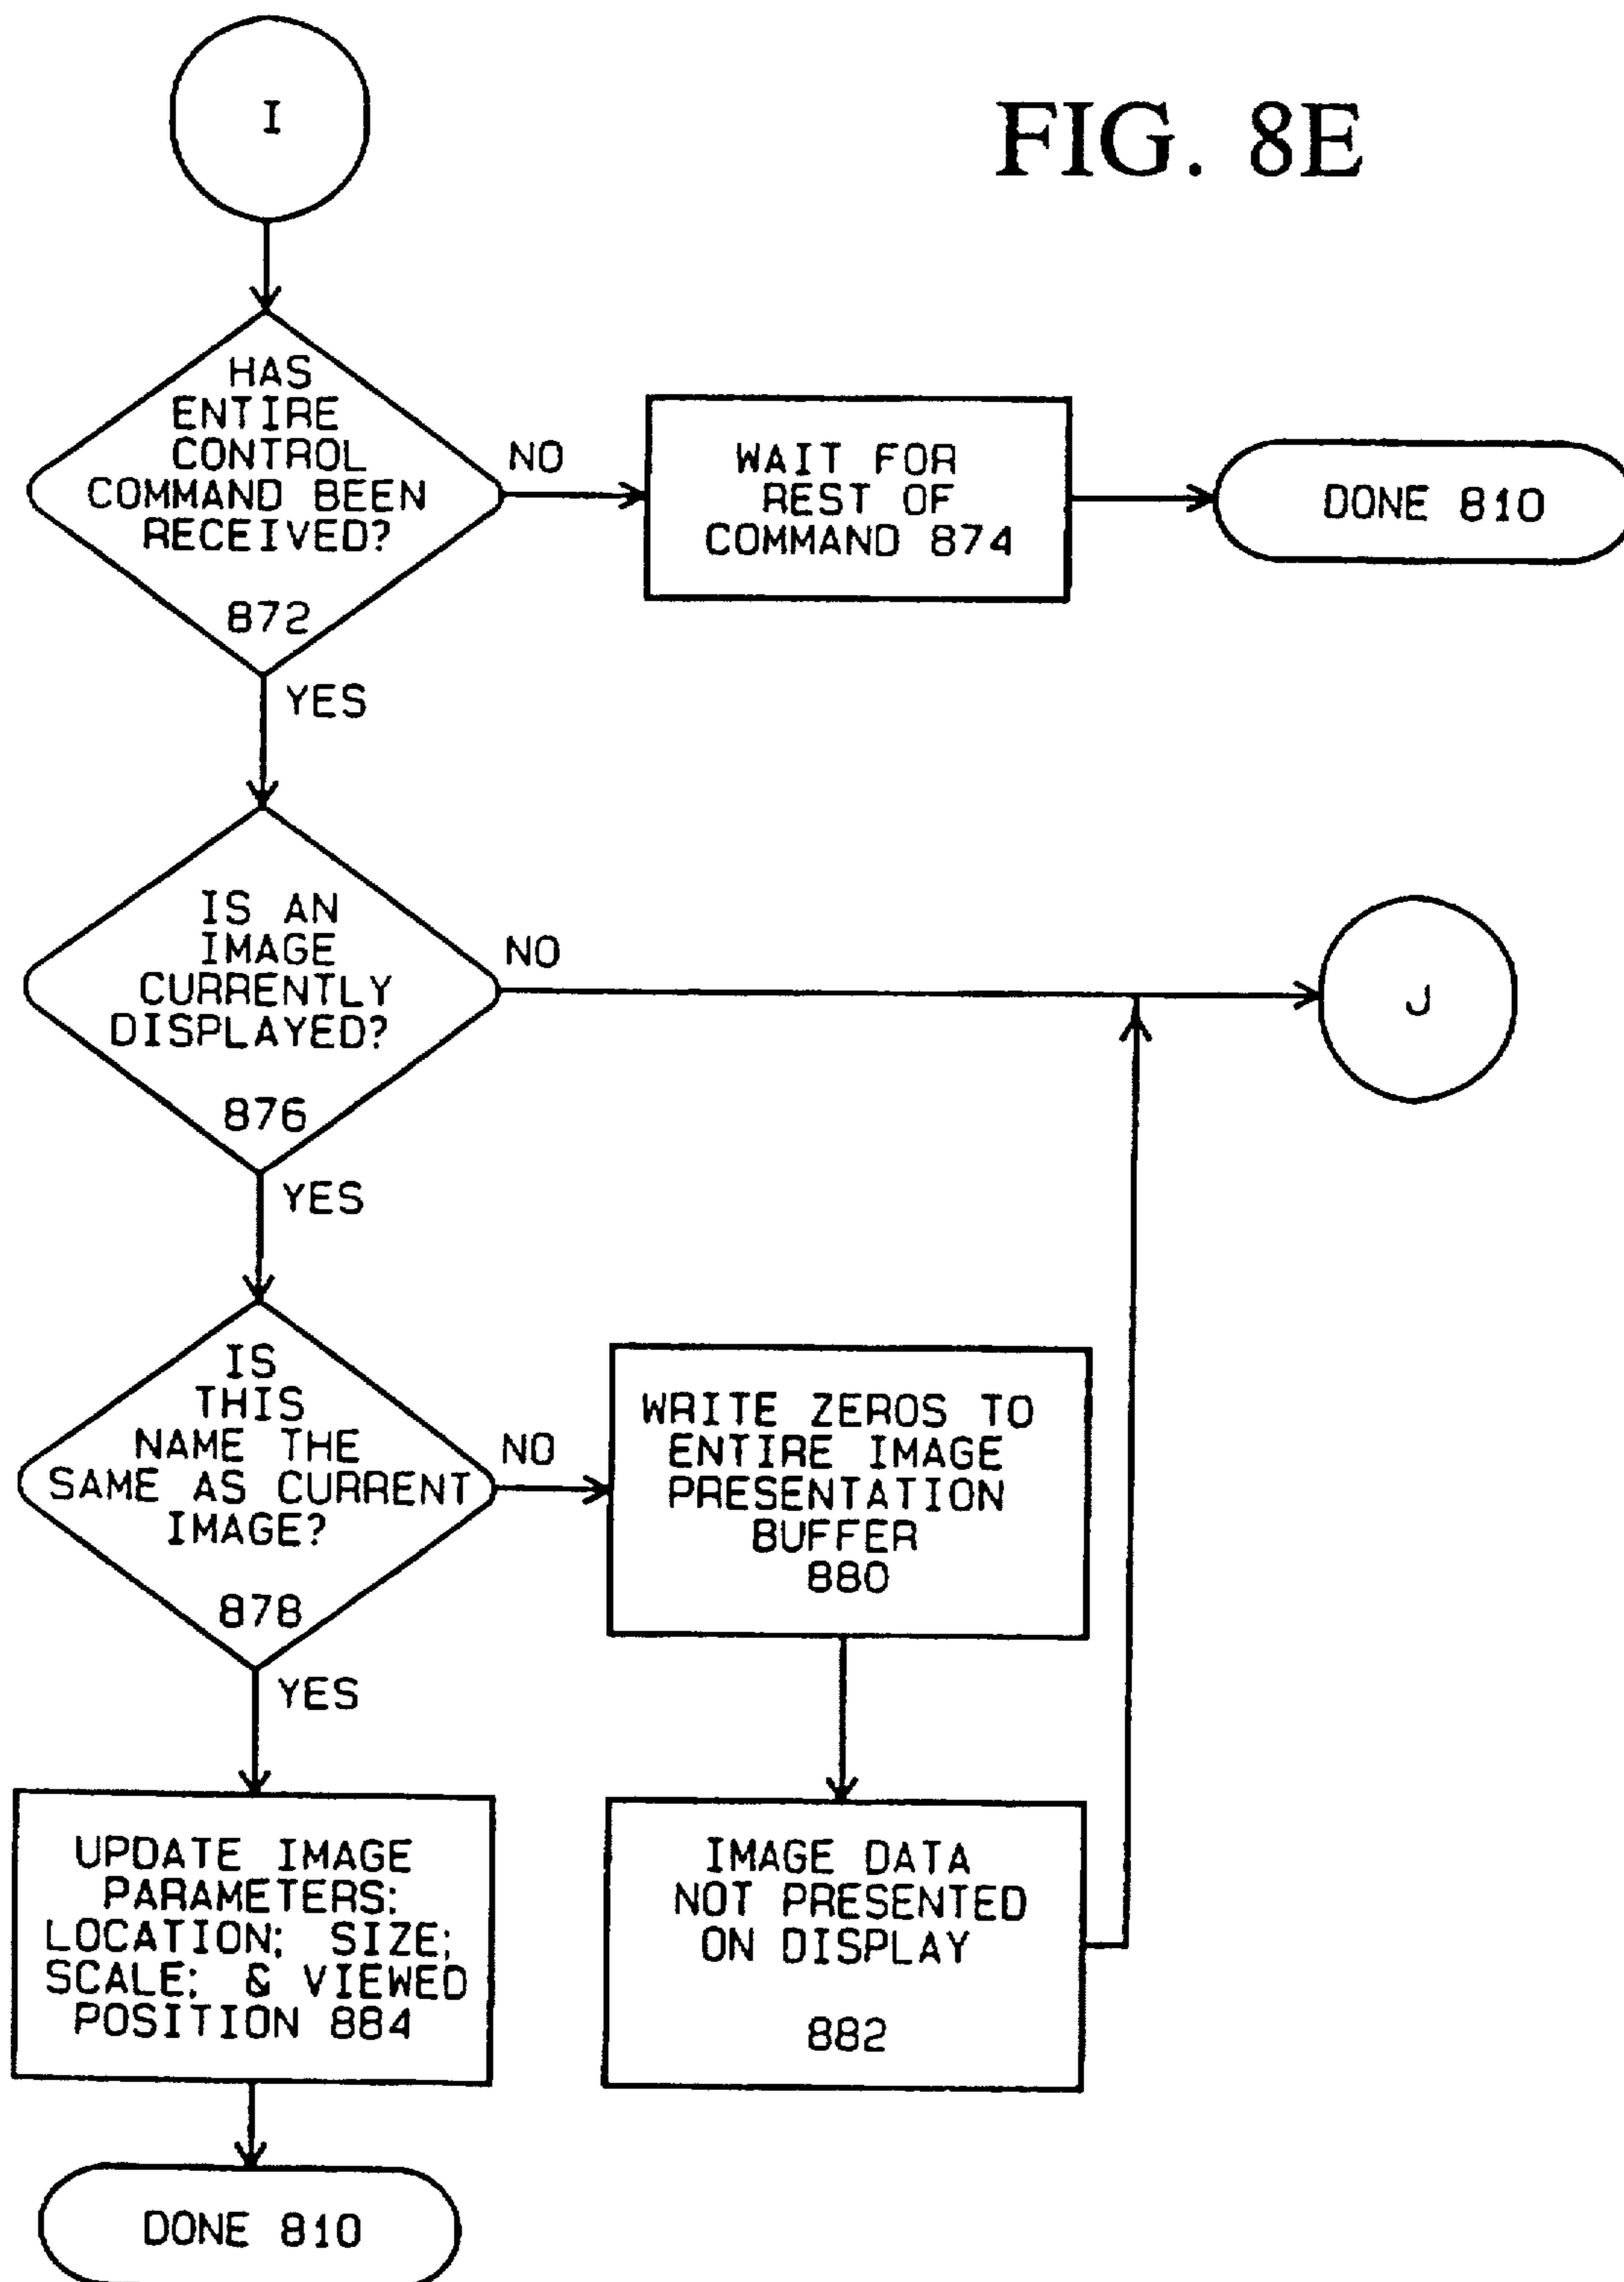 I
FIG. 8E
HAS
ENTIRE
CONTROL
COMMAND BEEN
RECEIVED?
872
NO
WAIT FOR
REST OF
COMMAND 874
DONE 810
YES
IS AN
IMAGE
CURRENTLY
DISPLAYED?
876
NO
J
YES
IS
THIS
NAME THE
SAME AS CURRENT
IMAGE?
878
NO
WRITE ZEROS TO
ENTIRE IMAGE
PRESENTATION
BUFFER
880
YES
UPDATE IMAGE
PARAMETERS:
LOCATION; SIZE;
SCALE; & VIEWED
POSITION 884
IMAGE DATA
NOT PRESENTED
ON DISPLAY
882
DONE 810